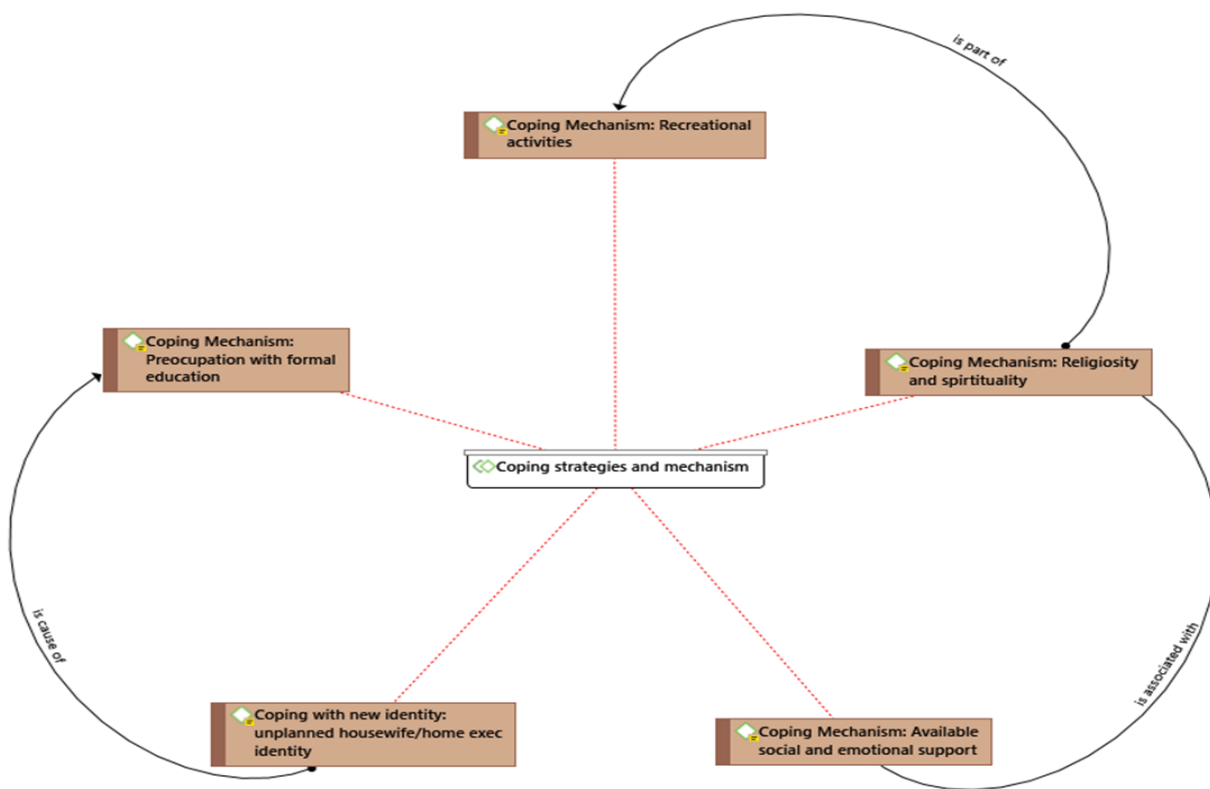 is part of
Coping Mechanism: Recreational
activities
Coping Mechanism:
Preocupation with formal
education
Coping Mechanism: Religiosity
and spirtituality
Coping strategies and mechanism
is cause of
is associated with
Coping with new identity:
unplanned housewife/home exec
identity
Coping Mechanism: Available
social and emotional support